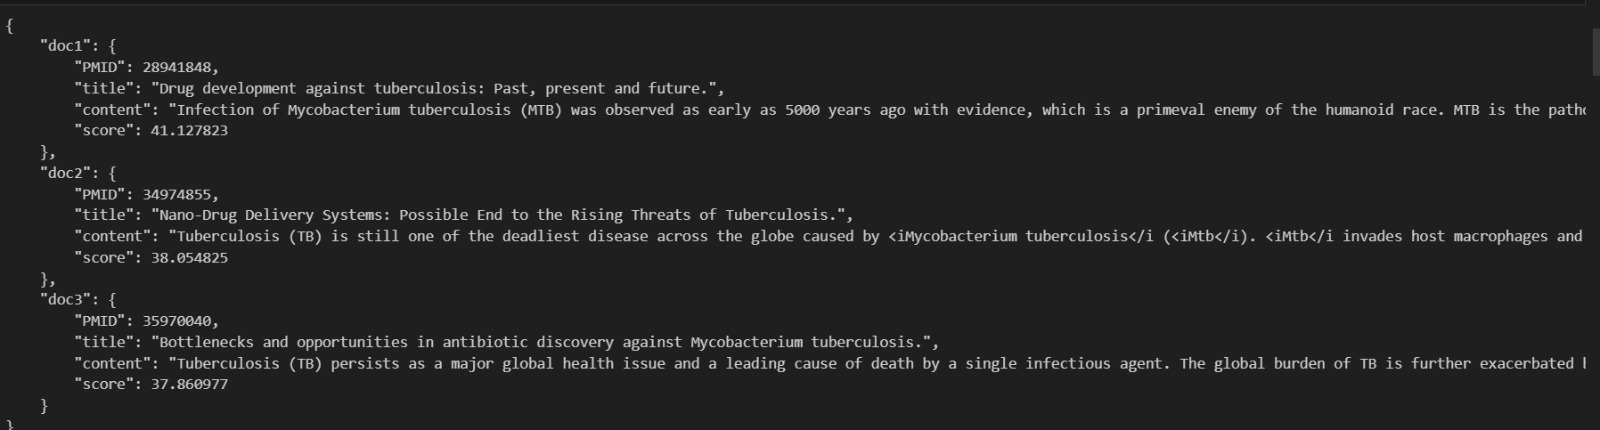 {
    "doc1": {
        "PMID": 28941848,
        "title": "Drug development against tuberculosis: Past, present and future.",
        "content": "Infection of Mycobacterium tuberculosis (MTB) was observed as early as 5000 years ago with evidence, which is a primeval enemy of the humanoid race. MTB is the
        "score": 41.127823
    },
    "doc2": {
        "PMID": 34974855,
        "title": "Nano-Drug Delivery Systems: Possible End to the Rising Threats of Tuberculosis.",
        "content": "Tuberculosis (TB) is still one of the deadliest disease across the globe caused by <iMycobacterium tuberculosis</i (<iMtb</i). <iMtb</i invades host macrophages and
        "score": 38.054825
    },
    "doc3": {
        "PMID": 35970040,
        "title": "Bottlenecks and opportunities in antibiotic discovery against Mycobacterium tuberculosis.",
        "content": "Tuberculosis (TB) persists as a major global health issue and a leading cause of death by a single infectious agent. The global burden of TB is further exacerbated
        "score": 37.860977
    }
}